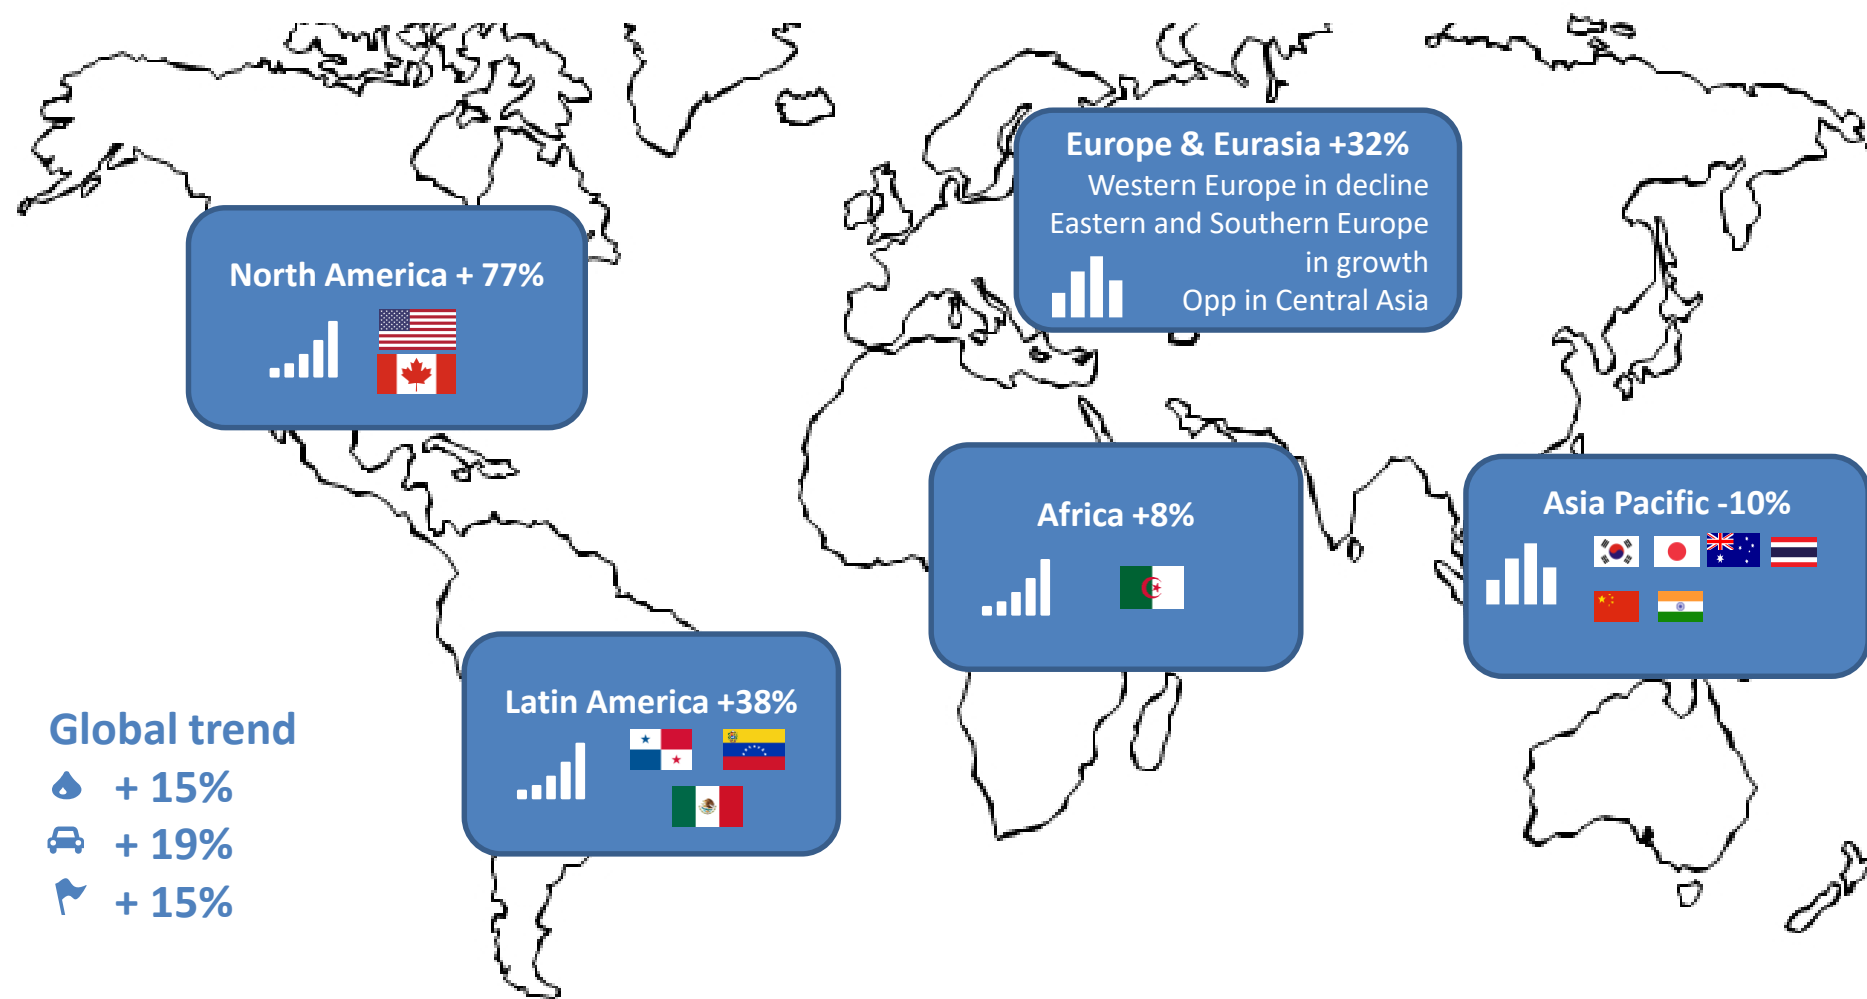 Europe & Eurasia +32%
Western Europe in decline
Eastern and Southern Europe
in growth
Opp in Central Asia
North America + 77%
Africa +8%
Asia Pacific -10%
Latin America +38%
Global trend
+ 15%
+ 19%
+ 15%